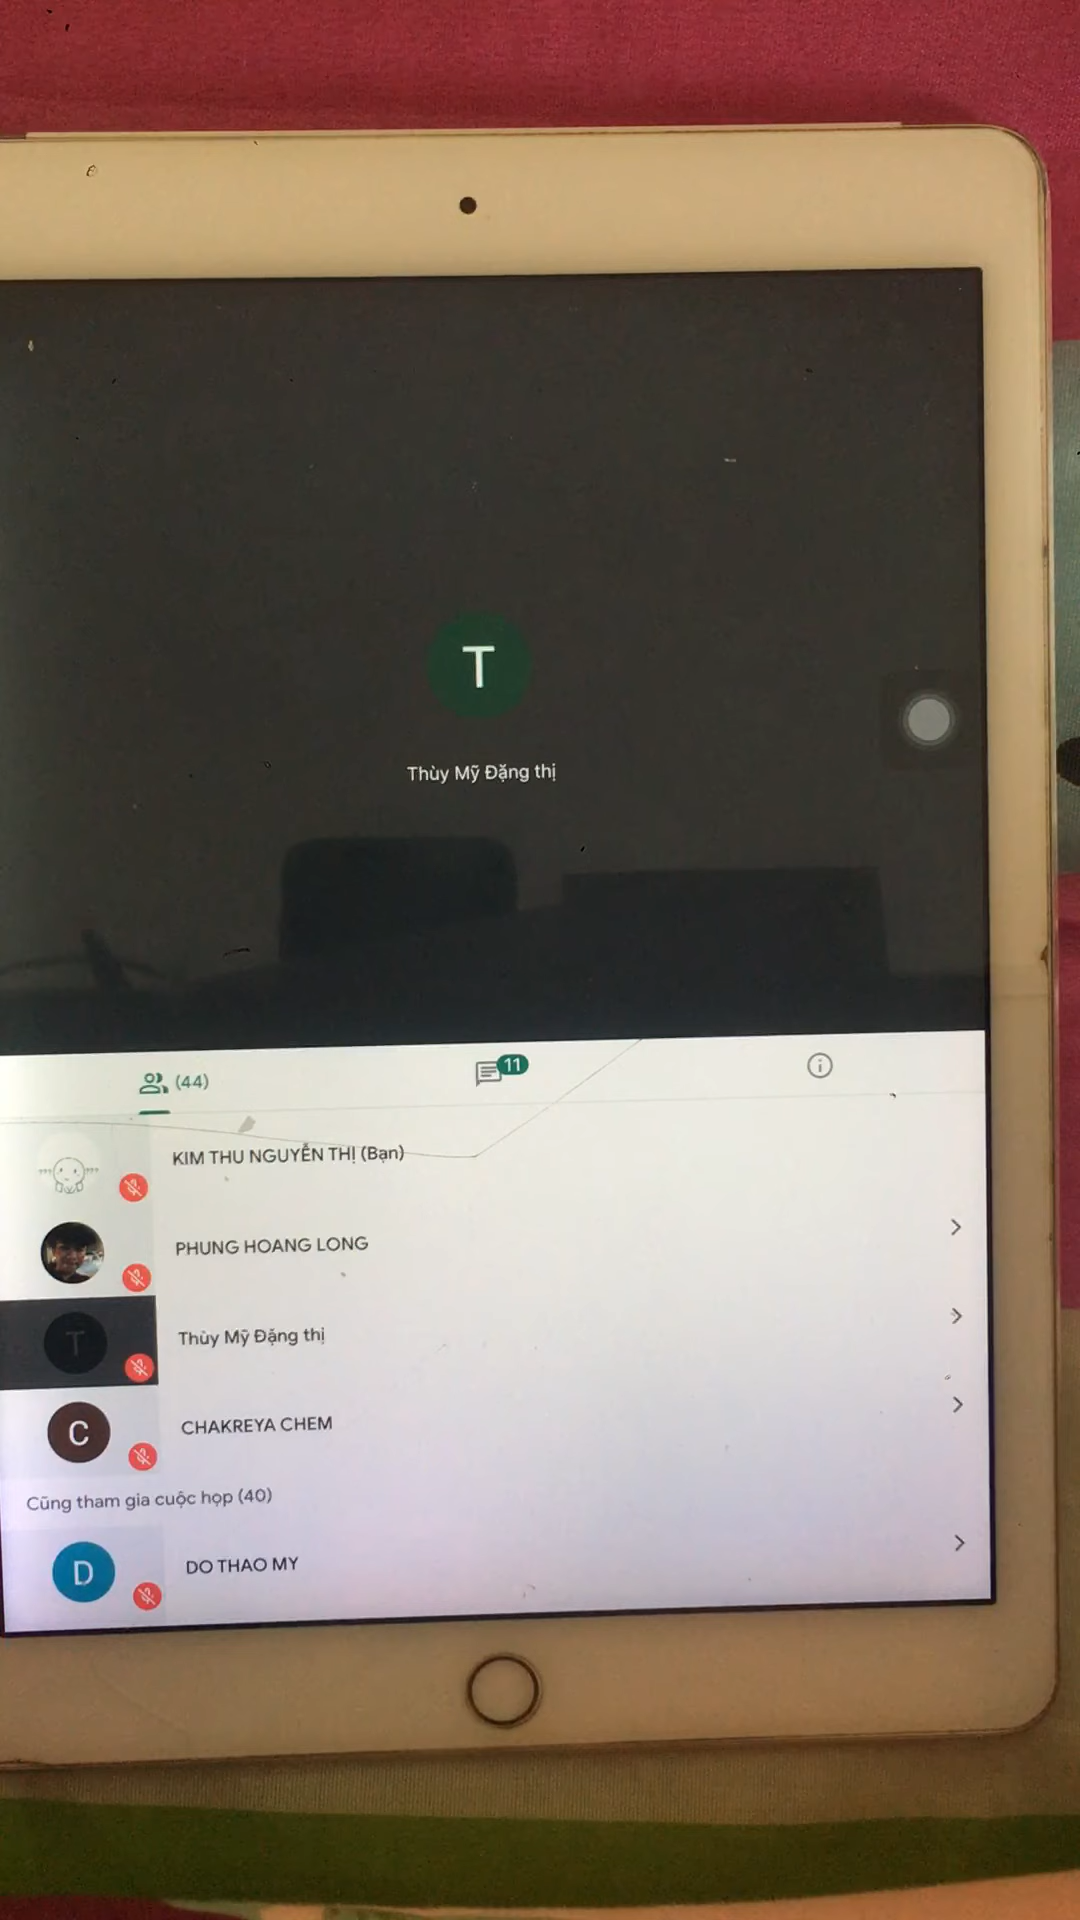 T
Thùy Mỹ Đặng thị
(44)
11
KIM THU NGUYỄN THỊ (Bạn)
PHUNG HOANG LONG
T
Thùy Mỹ Đặng thị
C
CHAKREYA CHEM
Cũng tham gia cuộc họp (40)
D
DO THAO MY